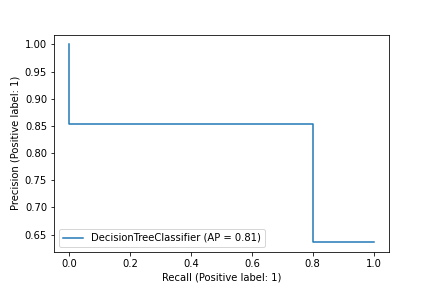 1.00
0.95
0.90
0.85
0.80
0.75
0.70
0.65
Precision (Positive label: 1)
DecisionTreeClassifier (AP = 0.81)
0.0 0.2 0.4 0.6 0.8 1.0
Recall (Positive label: 1)